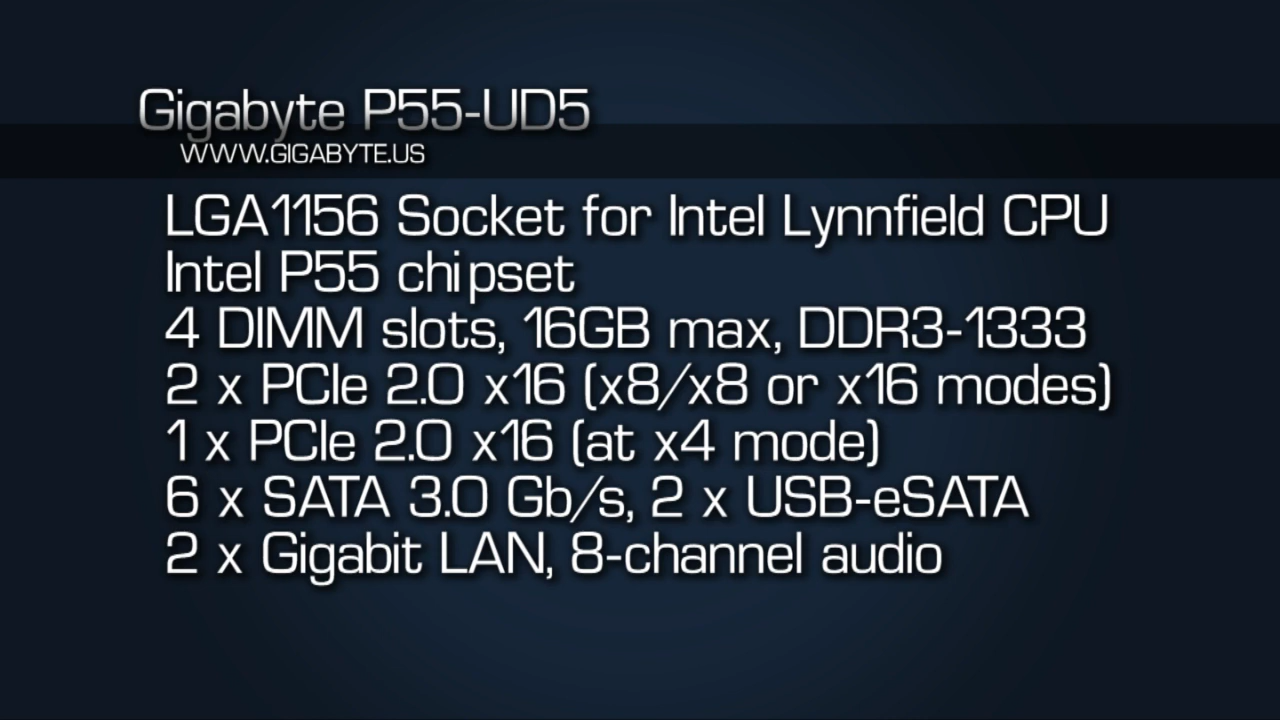 Gigabyte P55-UD5
WWW.GIGABYTE.US
LGA1156 Socket for Intel Lynnfield CPU
Intel P55 chipset
4 DIMM slots, 16GB max, DDR3-1333
2 x PCIe 2.0 x16 (x8/x8 or x16 modes)
1 x PCIe 2.0 x16 (at x4 mode)
6 x SATA 3.0 Gb/s, 2 x USB-eSATA
2 x Gigabit LAN, 8-channel audio